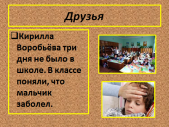 Друзья
❑Кирилла
Воробьёва три
дня не было в
школе. В классе
поняли, что
мальчик
заболел.